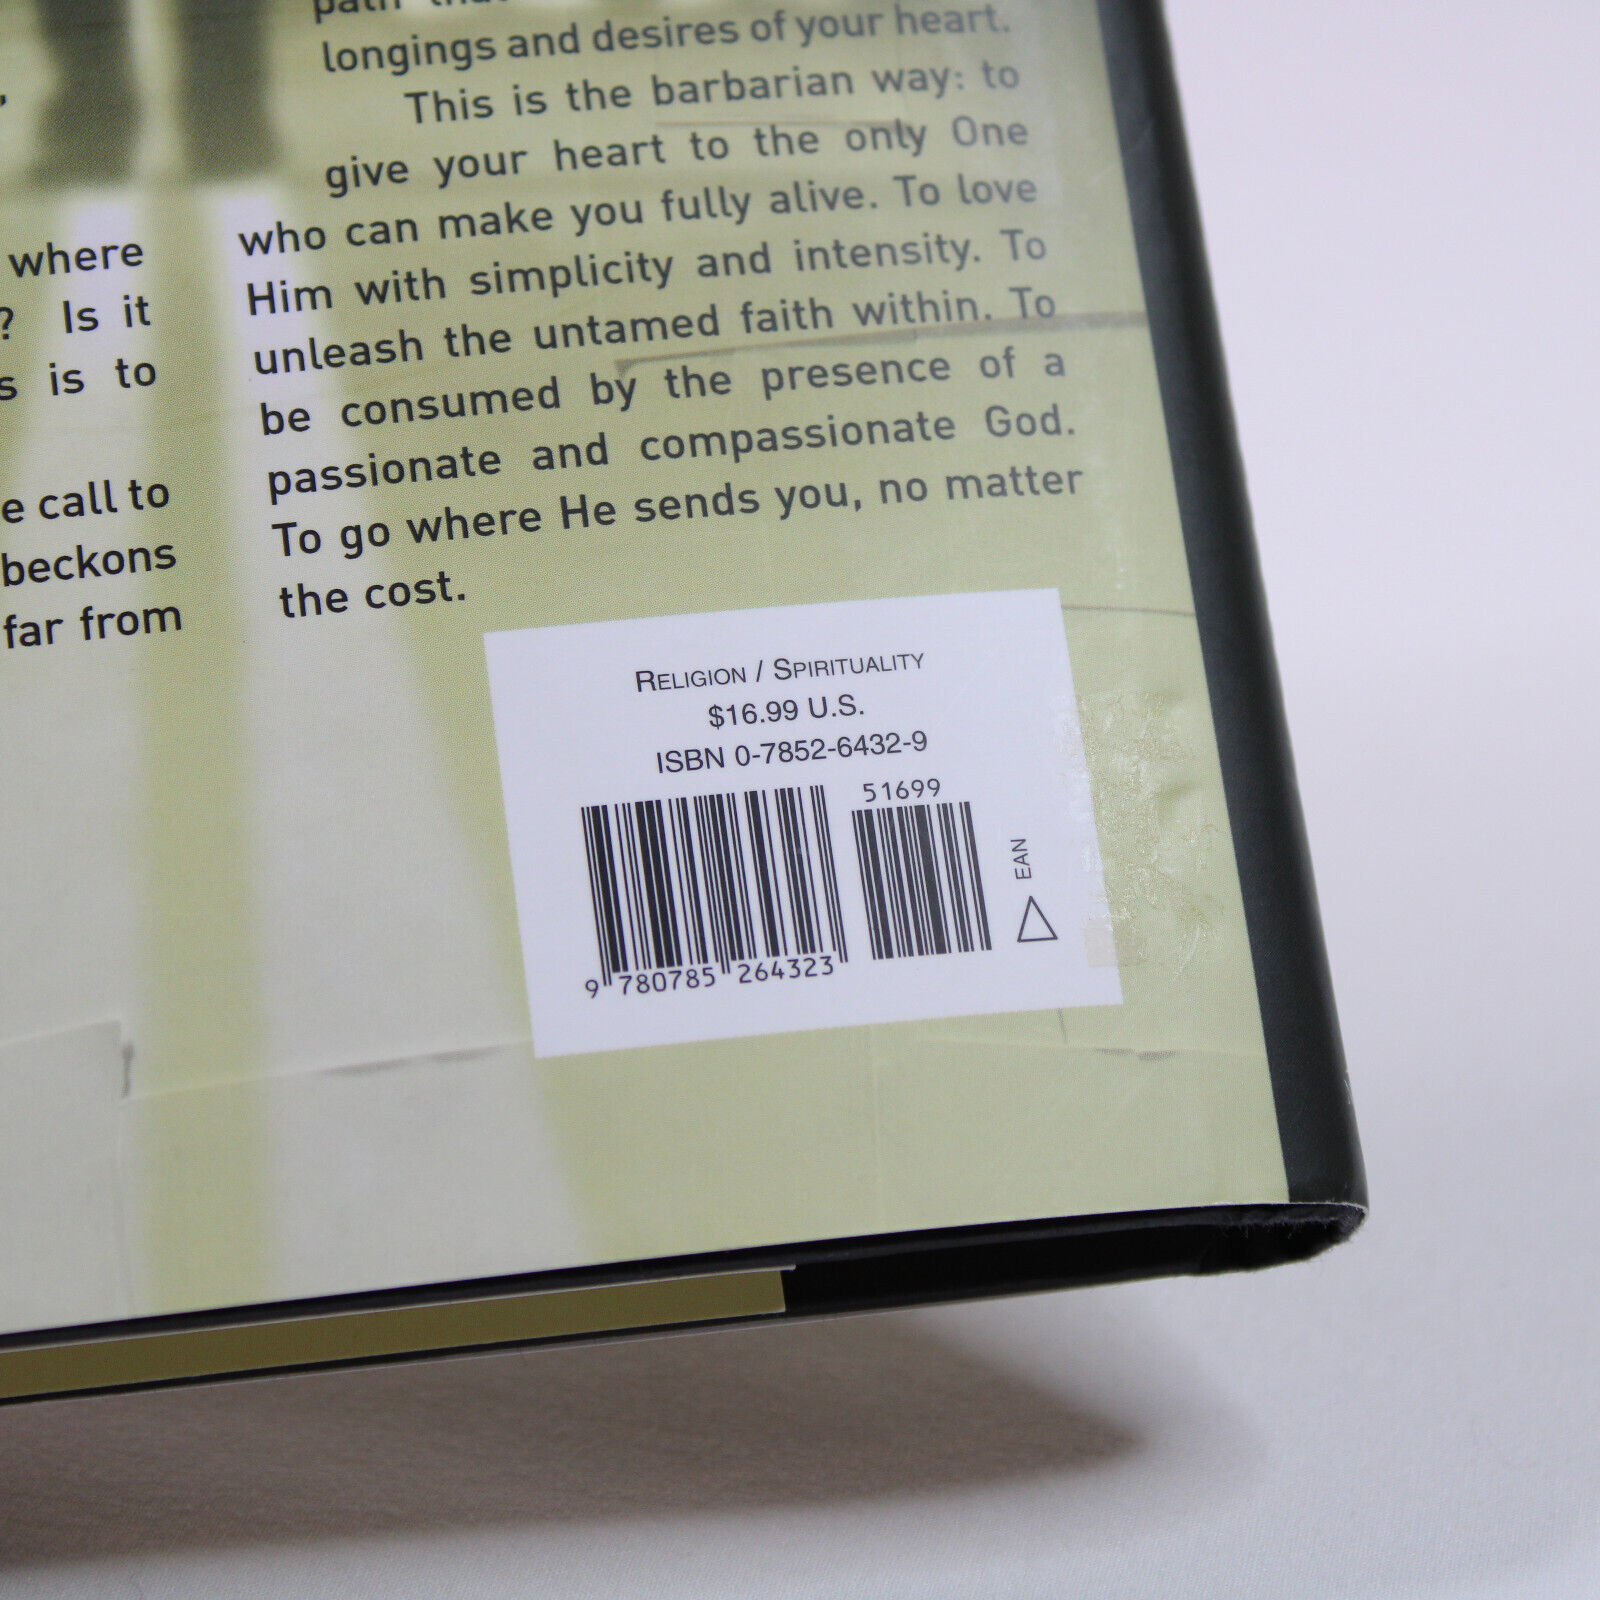 ,
where
? Is it
s is to
e call to
beckons
far from
path
longings and desires of your heart.
This is the barbarian way: to
give your heart to the only One
who can make you fully alive. To love
Him with simplicity and intensity. To
unleash the untamed faith within. To
be consumed by the presence of a
passionate and compassionate God.
To go where He sends you, no matter
the cost.
RELIGION / SPIRITUALITY
$16.99 U.S.
ISBN 0-7852-6432-9
51699
9 780785 264323
EAN